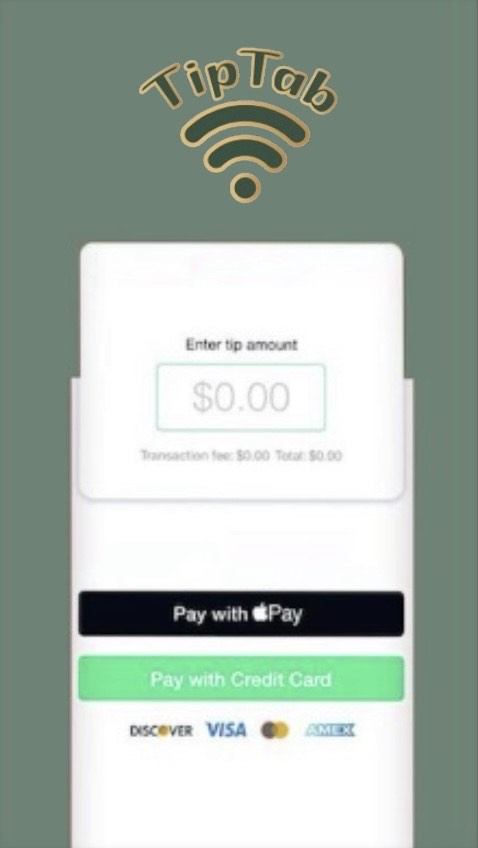 TipTab
Enter tip amount
$0.00
Transaction fee: $0.00 Total: $0.00
Pay with Pay
Pay with Credit Card
DISCOVER VISA AMEX